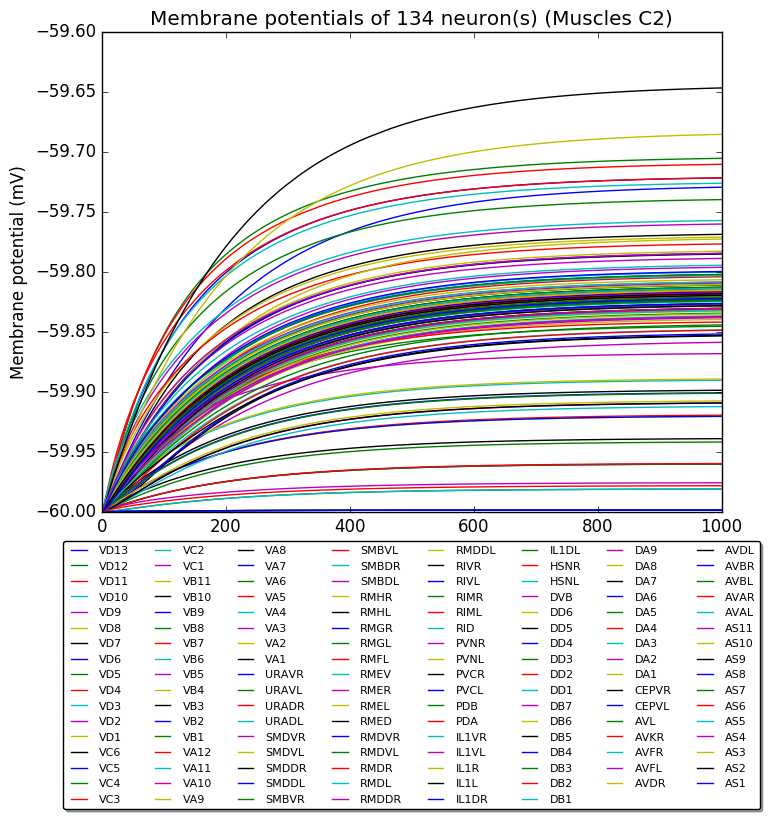 Membrane potentials of 134 neuron(s) (Muscles C2)
−59.60
−59.65
−59.70
−59.75
−59.80
−59.85
−59.90
−59.95
−60.00
Membrane potential (mV)
0 200 400 600 800 1000
VD13 VC2 VA8 SMBVL RMDDL IL1DL DA9 AVDL
VD12 VC1 VA7 SMBDR RIVR HSNR DA8 AVBR
VD11 VB11 VA6 SMBDL RIVL HSNL DA7 AVBL
VD10 VB10 VA5 RMHR RIMR DVB DA6 AVAR
VD9 VB9 VA4 RMHL RIML DD6 DA5 AVAL
VD8 VB8 VA3 RMGR RID DD5 DA4 AS11
VD7 VB7 VA2 RMGL PVNR DD4 DA3 AS10
VD6 VB6 VA1 RMFL PVNL DD3 DA2 AS9
VD5 VB5 URAVR RMEV PVCR DD2 DA1 AS8
VD4 VB4 URAVL RMER PVCL DD1 CEPVR AS7
VD3 VB3 URADR RMEL PDB DB7 CEPVL AS6
VD2 VB2 URADL RMED PDA DB6 AVL AS5
VD1 VB1 SMDVR RMDVR IL1VR DB5 AVKR AS4
VC6 VA12 SMDVL RMDVL IL1VL DB4 AVFR AS3
VC5 VA11 SMDDR RMDR IL1R DB3 AVFL AS2
VC4 VA10 SMDDL RMDL IL1L DB2 AVDR AS1
VC3 VA9 SMBVR RMDDR IL1DR DB1